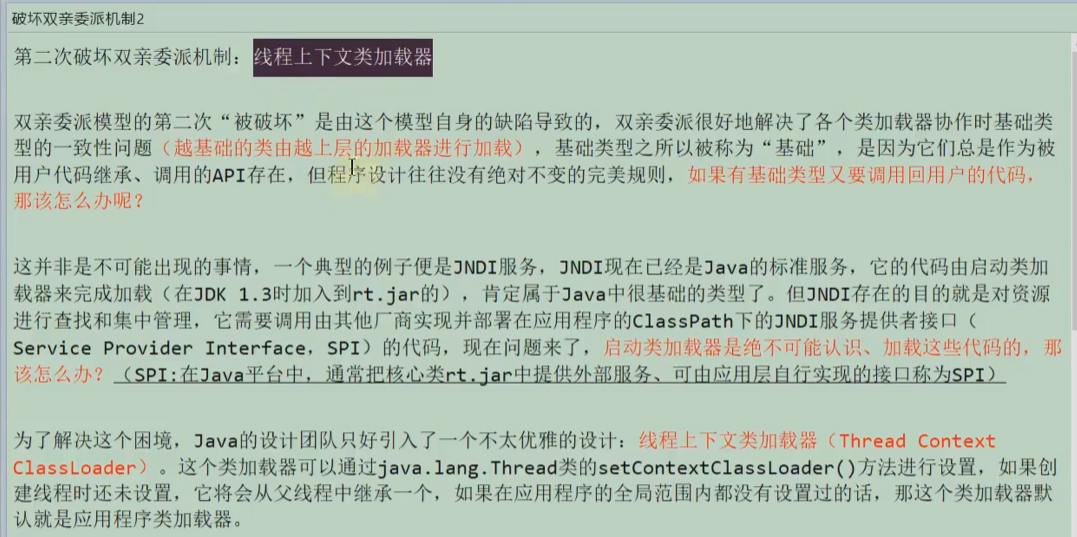 破坏双亲委派机制2
第二次破坏双亲委派机制：线程上下文类加载器
双亲委派模型的第二次“被破坏”是由这个模型自身的缺陷导致的，双亲委派很好地解决了各个类加载器协作时基础类
型的一致性问题（越基础的类由越上层的加载器进行加载），基础类型之所以被称为“基础”，是因为它们总是作为被
用户代码继承、调用的API存在，但程序设计往往没有绝对不变的完美规则，如果有基础类型又要调用回用户的代码，
那该怎么办呢？
这并非是不可能出现的事情，一个典型的例子便是JNDI服务，JNDI现在已经是Java的标准服务，它的代码由启动类加
载器来完成加载（在JDK 1.3时加入到rt.jar的），肯定属于Java中很基础的类型了。但JNDI存在的目的就是对资源
进行查找和集中管理，它需要调用由其他厂商实现并部署在应用程序的ClassPath下的JNDI服务提供者接口（
Service Provider Interface，SPI）的代码，现在问题来了，启动类加载器是绝不可能认识、加载这些代码的，那
该怎么办？（SPI:在Java平台中，通常把核心类rt.jar中提供外部服务、可由应用层自行实现的接口称为SPI）
为了解决这个困境，Java的设计团队只好引入了一个不太优雅的设计：线程上下文类加载器（Thread Context
ClassLoader）。这个类加载器可以通过java.lang.Thread类的setContextClassLoader()方法进行设置，如果创
建线程时还未设置，它将会从父线程中继承一个，如果在应用程序的全局范围内都没有设置过的话，那这个类加载器默
认就是应用程序类加载器。